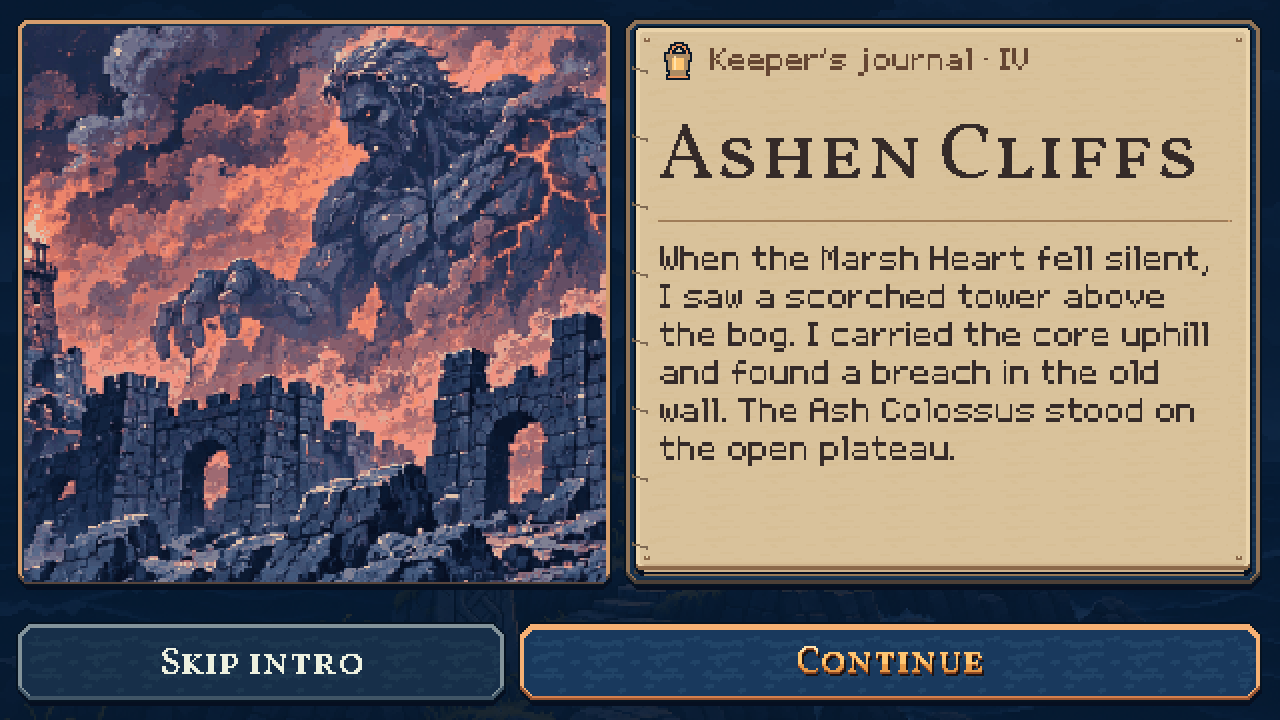 Keeper's journal · IV
Ashen Cliffs
When the Marsh Heart fell silent,
I saw a scorched tower above
the bog. I carried the core uphill
and found a breach in the old
wall. The Ash Colossus stood on
the open plateau.
Skip intro
Continue